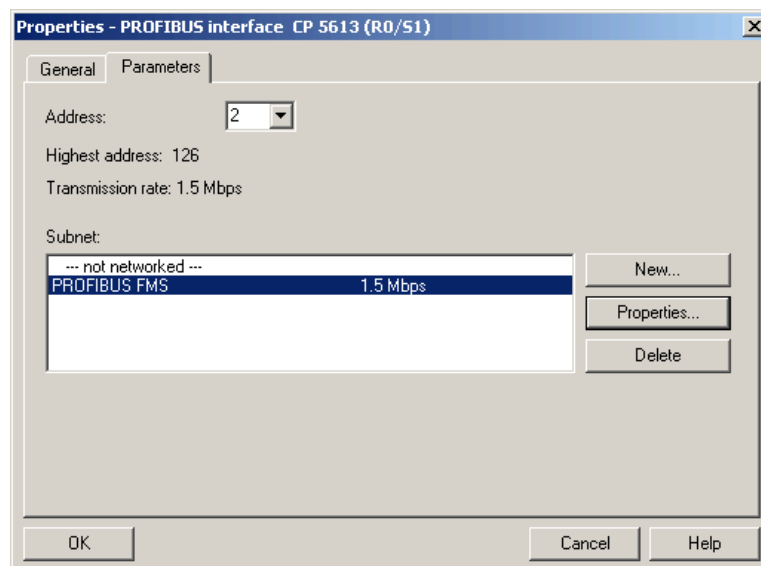 Properties - PROFIBUS interface CP 5613 (R0/S1)
General Parameters
Address: 2
Highest address: 126
Transmission rate: 1.5 Mbps
Subnet:
--- not networked ---
PROFIBUS FMS 1.5 Mbps
New...
Properties...
Delete
OK Cancel Help